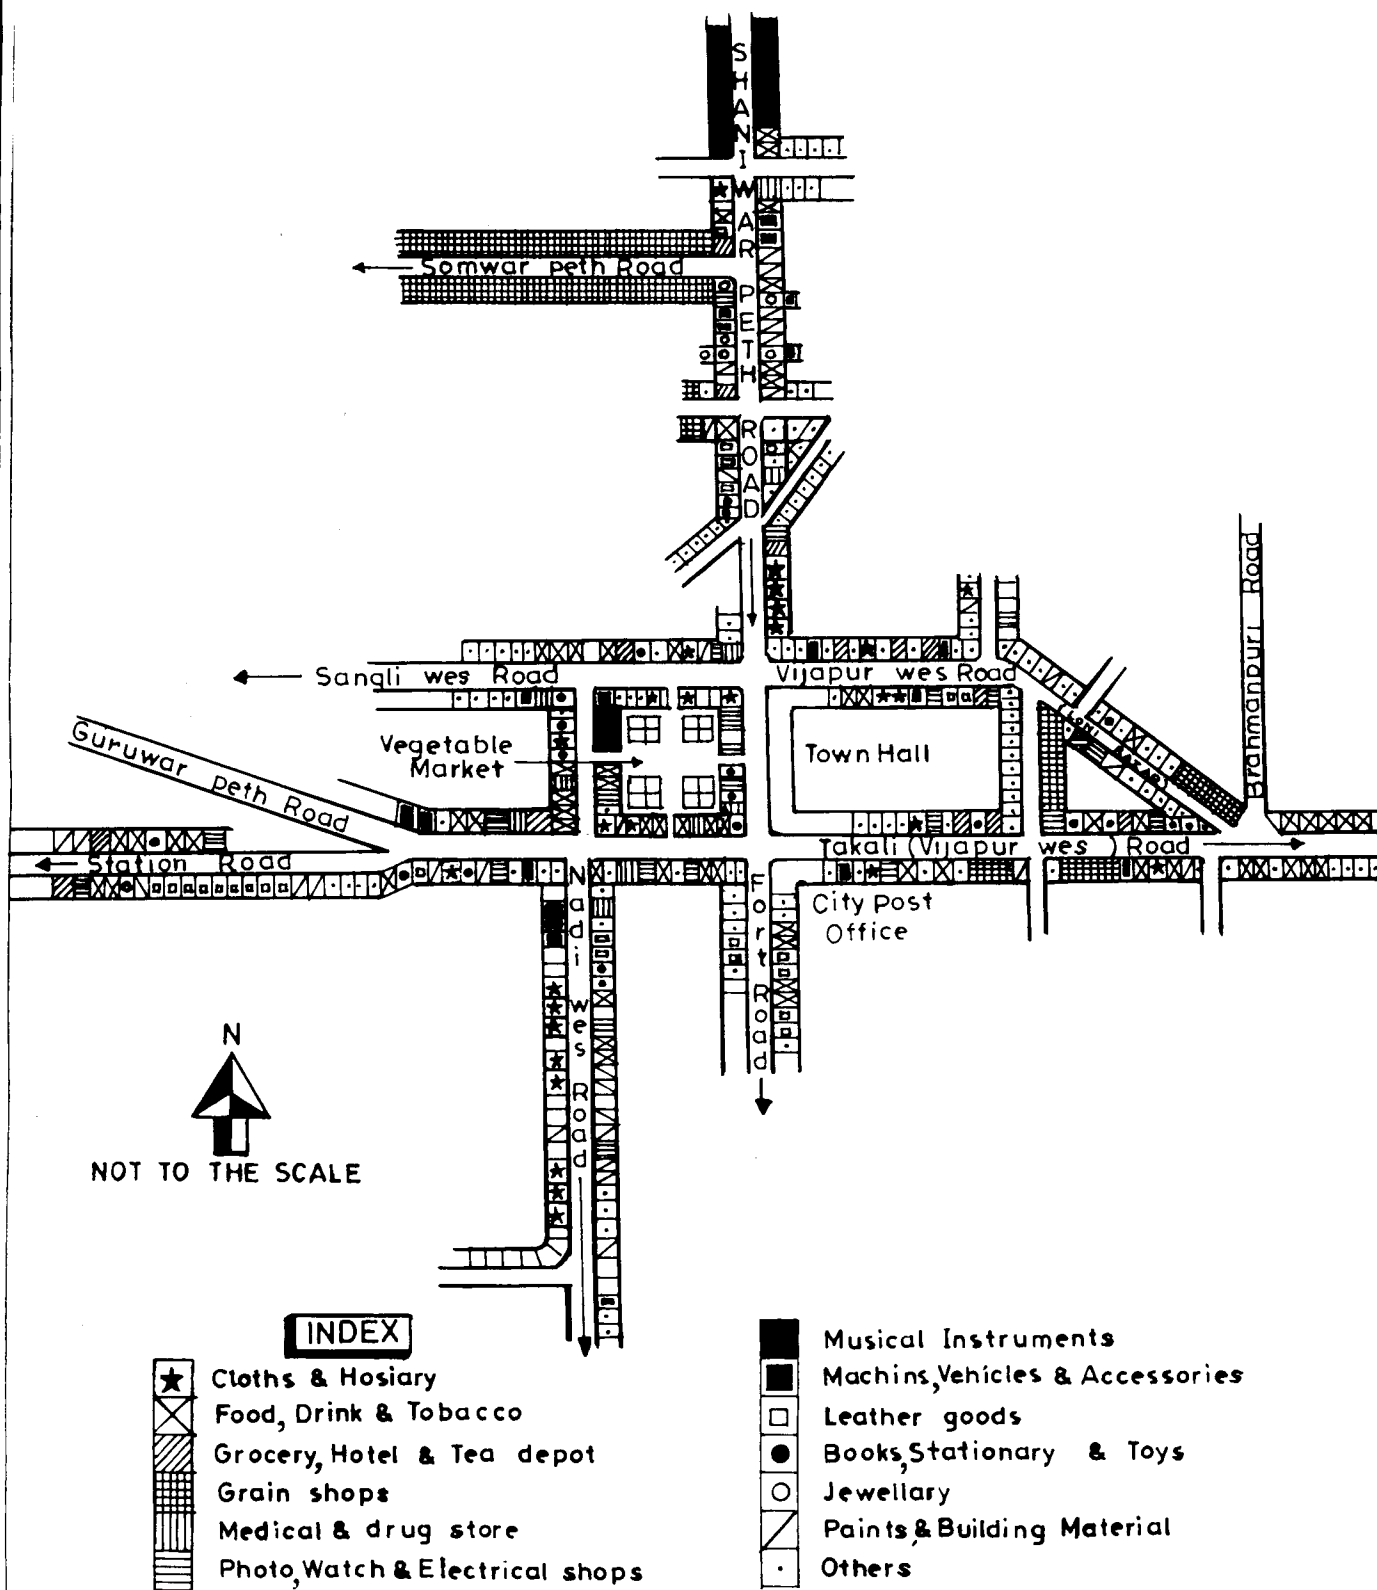 SHANIWAR PETH ROAD
Somwar peth Road
Sangli wes Road
Vijapur wes Road
Brahmanpuri Road
Guruwar peth Road
Vegetable
Market
Town Hall
BAZAR
Station Road
Takali (Vijapur wes) Road
Nadi wes Road
Fort Road
City Post
Office
N
NOT TO THE SCALE
INDEX
Cloths & Hosiary
Food, Drink & Tobacco
Grocery, Hotel & Tea depot
Grain shops
Medical & drug store
Photo, Watch & Electrical shops
Musical Instruments
Machins, Vehicles & Accessories
Leather goods
Books, Stationary & Toys
Jewellary
Paints & Building Material
Others